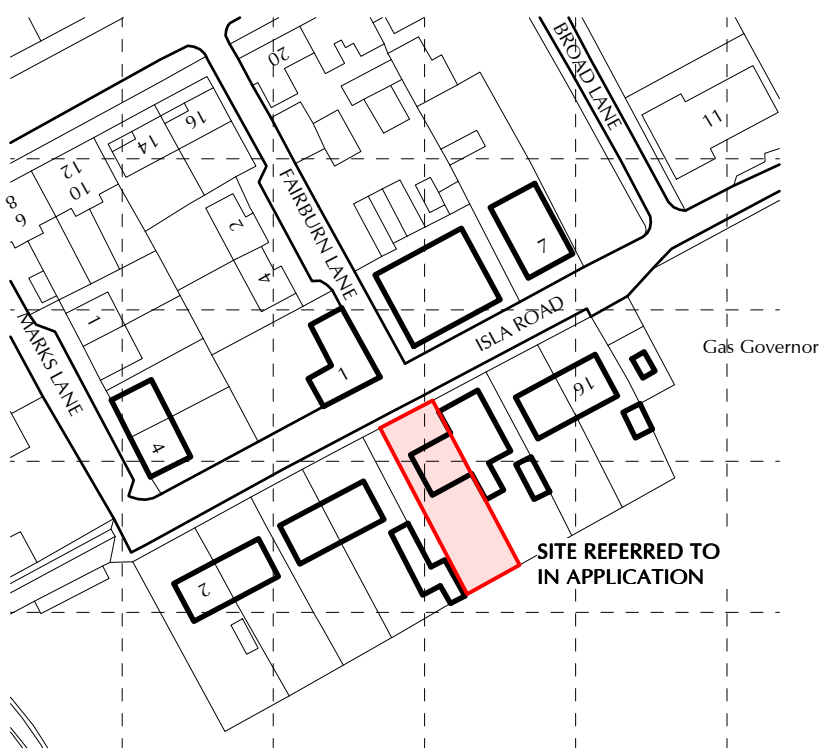 20
BROAD LANE
11
16
14
12
10
8
6
FAIRBURN LANE
2
7
4
MARKS LANE
1
ISLA ROAD
Gas Governor
1
16
4
SITE REFERRED TO
IN APPLICATION
2